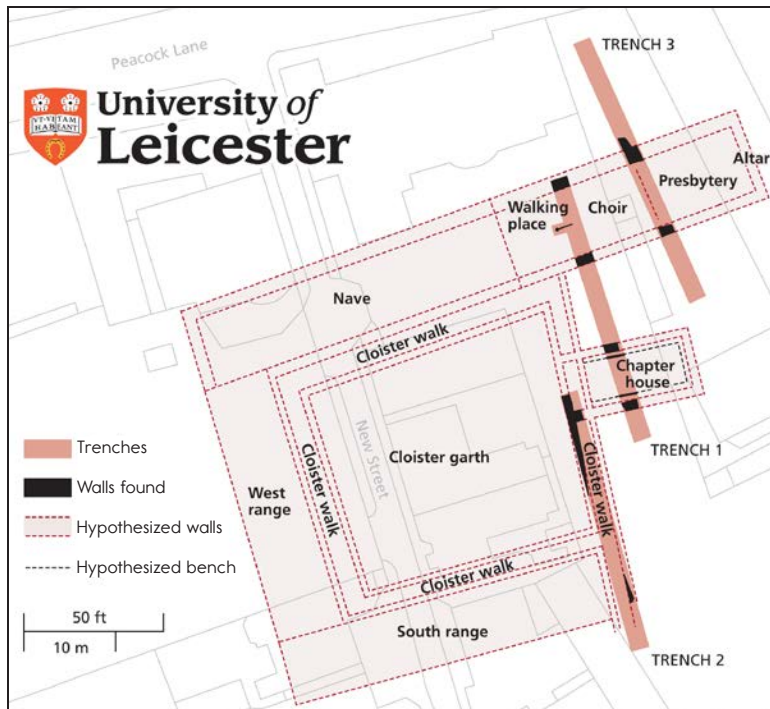 Peacock Lane
TRENCH 3
University of
Leicester
VT·VITAM
HABEANT
Altar
Presbytery
Walking
place
Choir
Nave
Cloister walk
Chapter
house
Trenches
Walls found
Hypothesized walls
Hypothesized bench
New Street
Cloister garth
West
range
Cloister walk
Cloister walk
TRENCH 1
Cloister walk
South range
50 ft
10 m
TRENCH 2